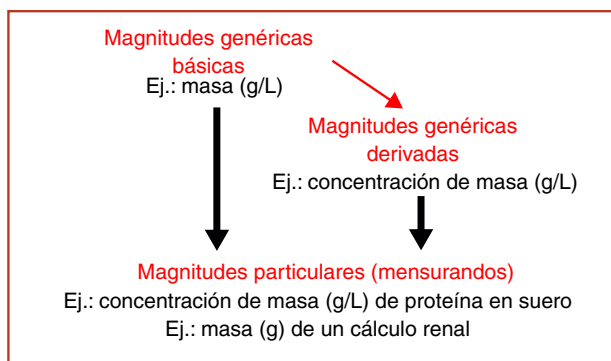 Magnitudes genéricas
básicas
Ej.: masa (g/L)
Magnitudes genéricas
derivadas
Ej.: concentración de masa (g/L)
Magnitudes particulares (mensurandos)
Ej.: concentración de masa (g/L) de proteína en suero
Ej.: masa (g) de un cálculo renal